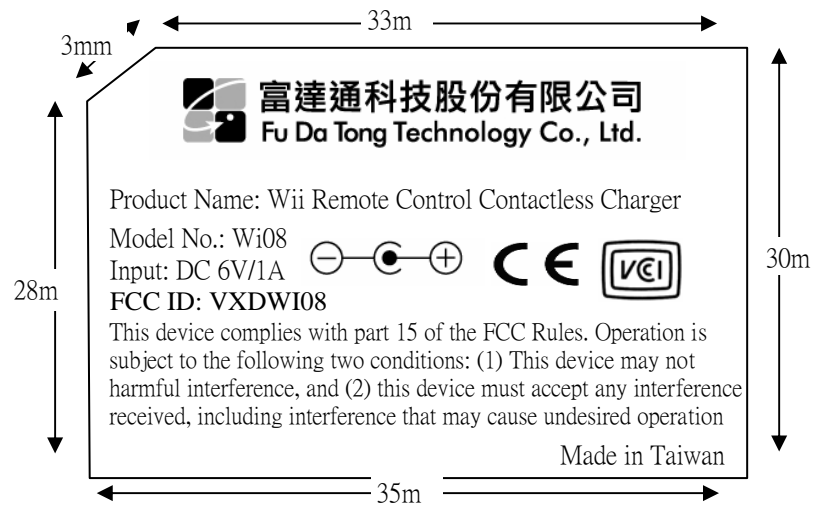 33m
3mm
富達通科技股份有限公司
Fu Da Tong Technology Co., Ltd.
Product Name: Wii Remote Control Contactless Charger
Model No.: Wi08
Input: DC 6V/1A
CE
VCI
30m
28m
FCC ID: VXDWI08
This device complies with part 15 of the FCC Rules. Operation is
subject to the following two conditions: (1) This device may not
harmful interference, and (2) this device must accept any interference
received, including interference that may cause undesired operation
Made in Taiwan
35m